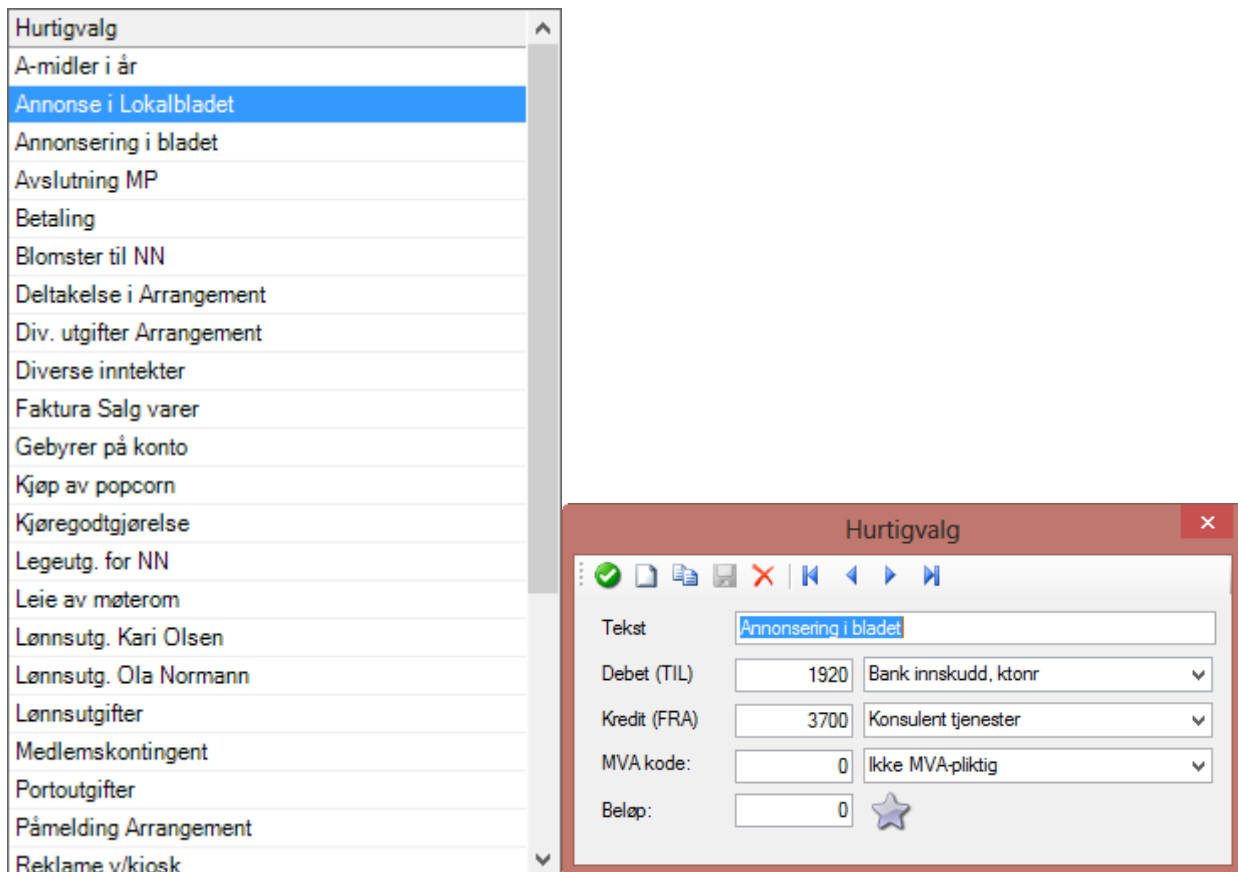 Hurtigvalg
A-midler i år
Annonse i Lokalbladet
Annonsering i bladet
Avslutning MP
Betaling
Blomster til NN
Deltakelse i Arrangement
Div. utgifter Arrangement
Diverse inntekter
Faktura Salg varer
Gebyrer på konto
Kjøp av popcorn
Kjøregodtgjørelse
Legeutg. for NN
Leie av møterom
Lønnsutg. Kari Olsen
Lønnsutg. Ola Normann
Lønnsutgifter
Medlemskontingent
Portoutgifter
Påmelding Arrangement
Reklame v/kiosk
Hurtigvalg
Tekst Annonsering i bladet
Debet (TIL) 1920 Bank innskudd, ktonr
Kredit (FRA) 3700 Konsulent tjenester
MVA kode: 0 Ikke MVA-pliktig
Beløp: 0